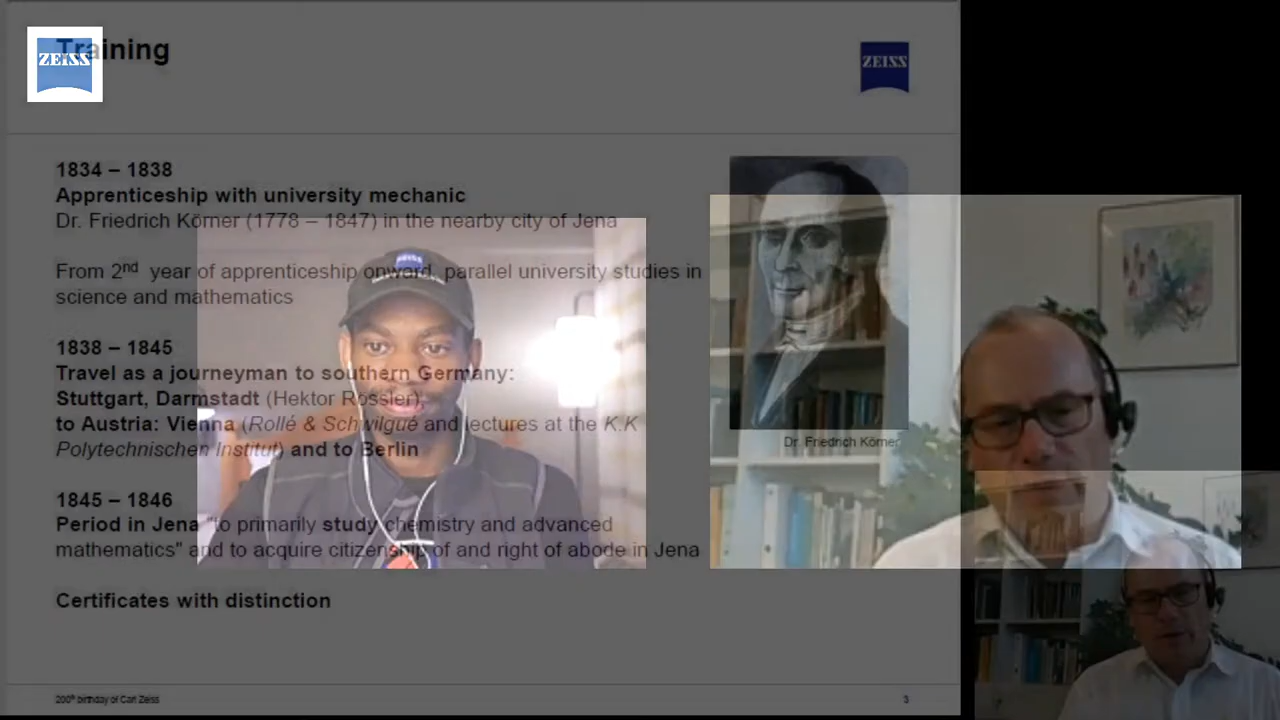 Training
ZEISS
ZEISS
1834 – 1838
Apprenticeship with university mechanic
Dr. Friedrich Körner (1778 – 1847) in the nearby city of Jena
From 2nd year of apprenticeship onward, parallel university studies in
science and mathematics
1838 – 1845
Travel as a journeyman to southern Germany:
Stuttgart, Darmstadt (Hektor Rössler),
to Austria: Vienna (Rollé & Schwilgué and lectures at the K.K
Polytechnischen Institut) and to Berlin
1845 – 1846
Period in Jena "to primarily study chemistry and advanced
mathematics" and to acquire citizenship of and right of abode in Jena
Certificates with distinction
Dr. Friedrich Körner
ZEISS
200th birthday of Carl Zeiss
3